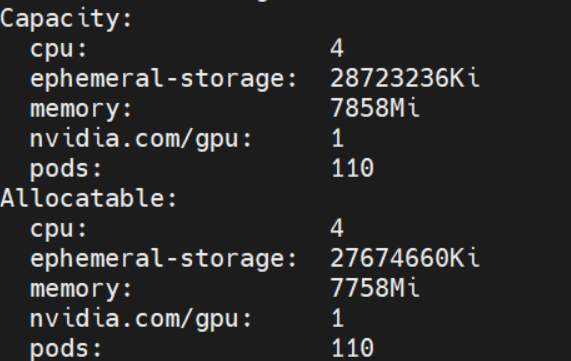 Capacity:
  cpu:                4
  ephemeral-storage:  28723236Ki
  memory:             7858Mi
  nvidia.com/gpu:     1
  pods:               110
Allocatable:
  cpu:                4
  ephemeral-storage:  27674660Ki
  memory:             7758Mi
  nvidia.com/gpu:     1
  pods:               110